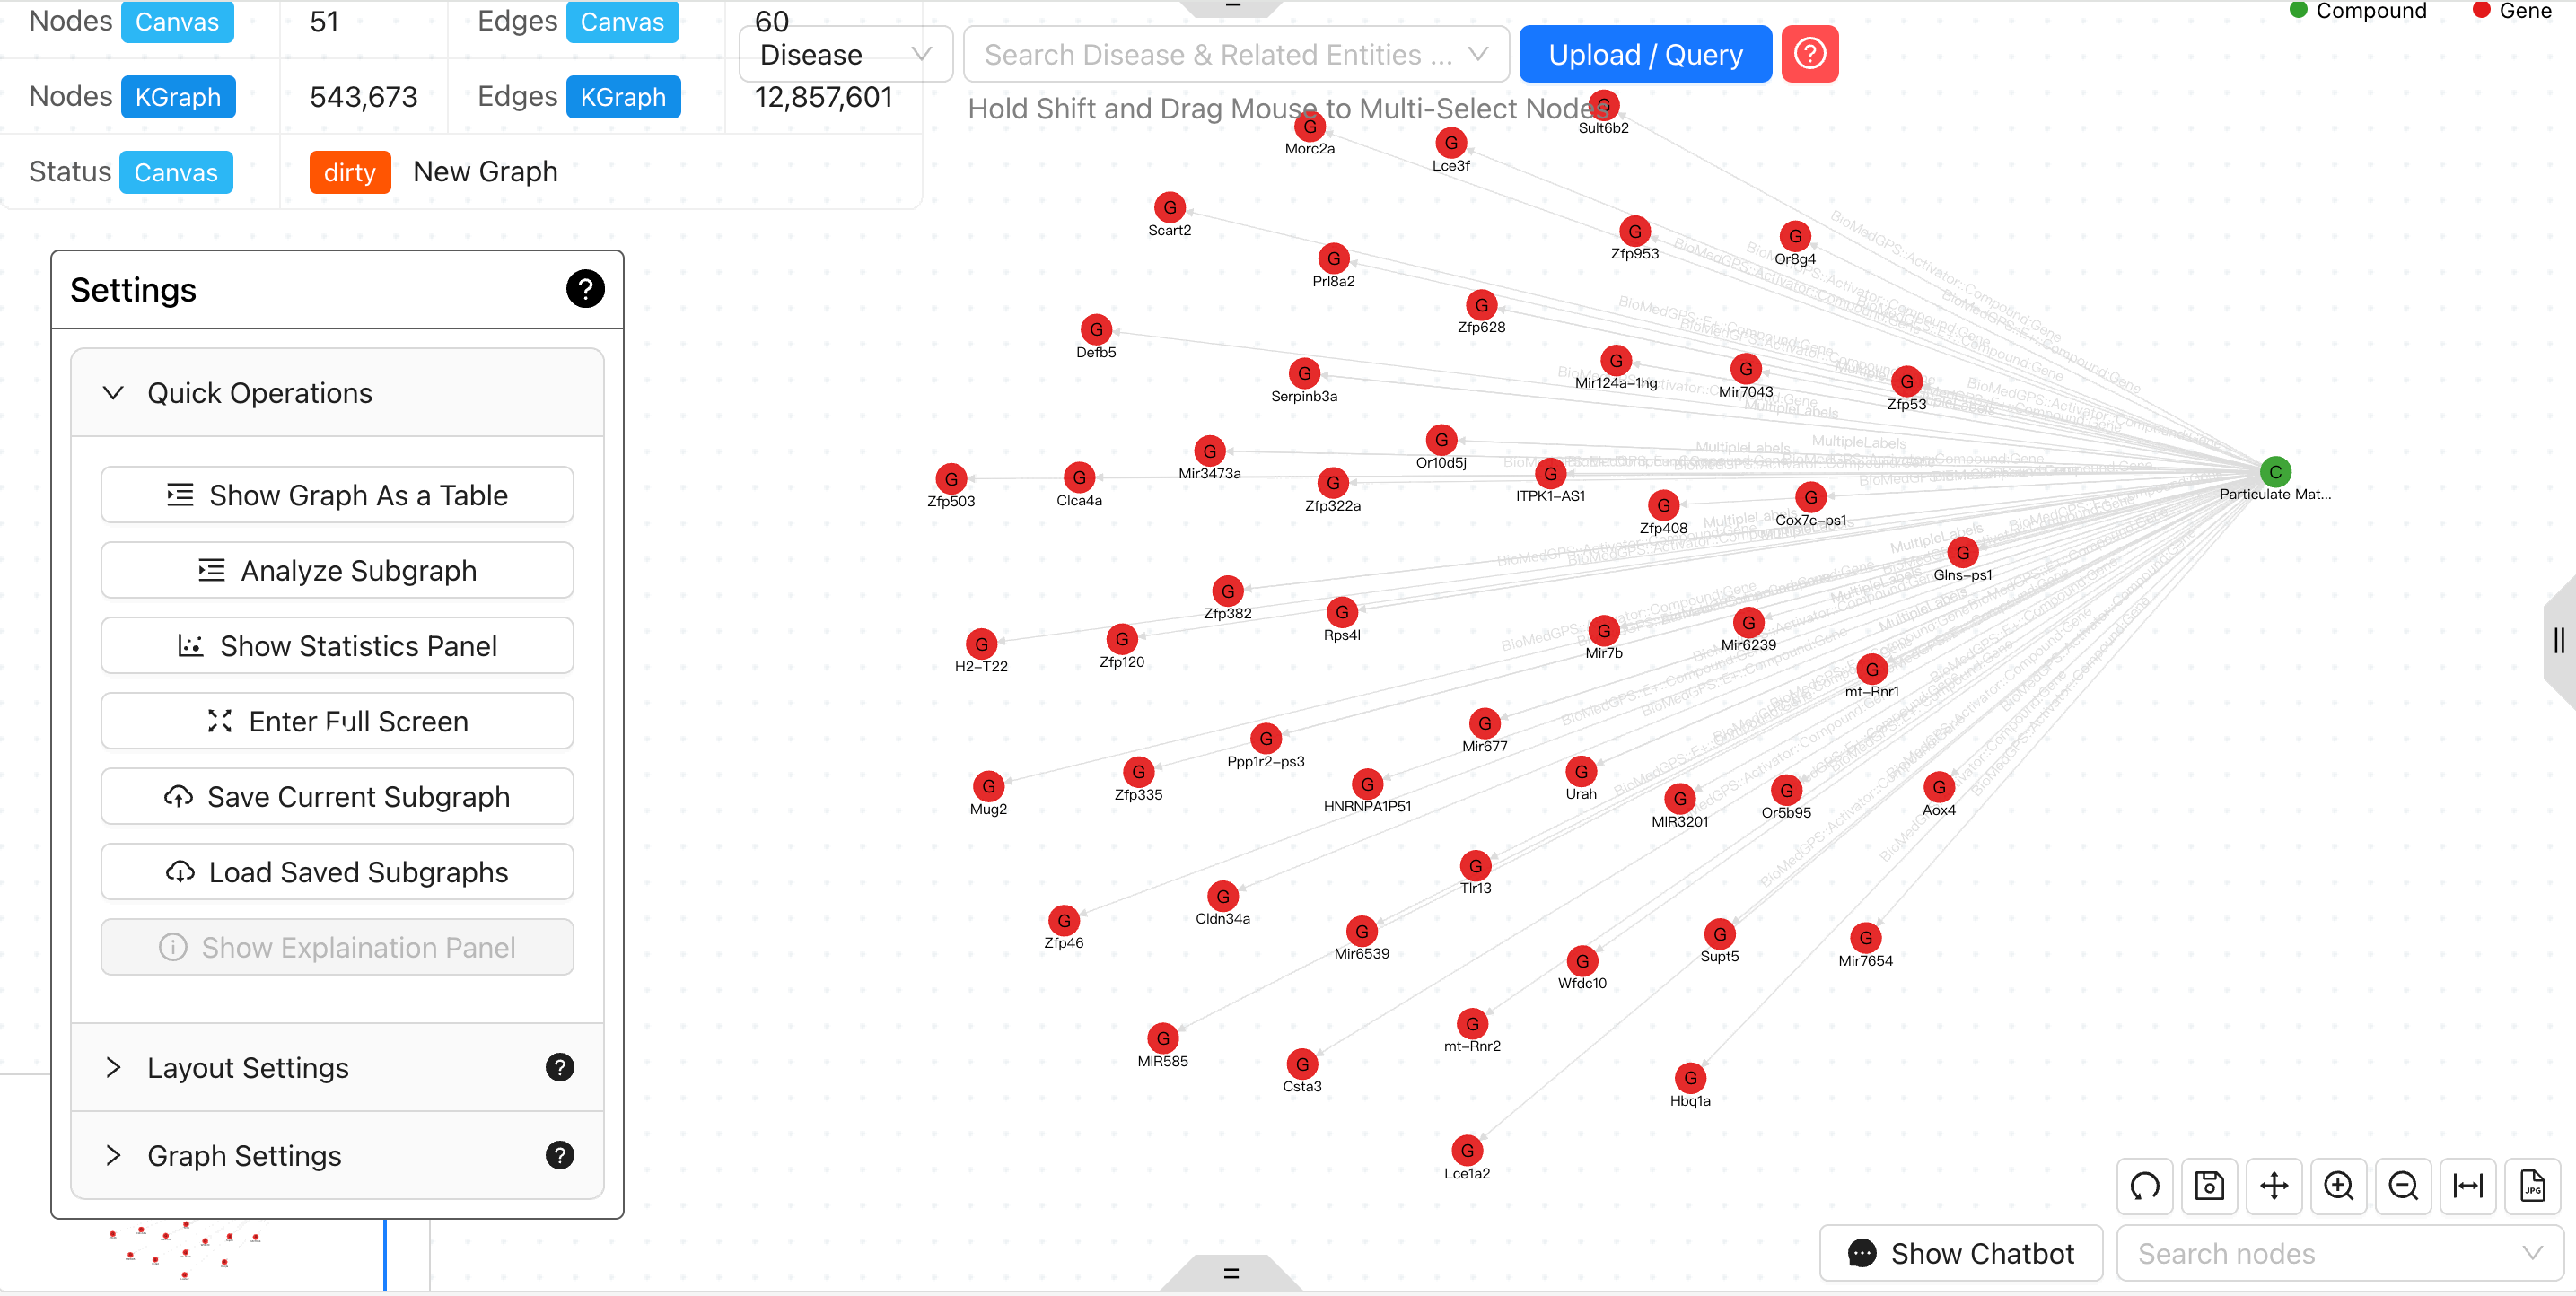 Nodes Canvas 51 Edges Canvas 60
Compound Gene
Disease Search Disease & Related Entities ... Upload / Query
Nodes KGraph 543,673 Edges KGraph 12,857,601
Hold Shift and Drag Mouse to Multi-Select Nodes
Status Canvas dirty New Graph
Settings
Quick Operations
Show Graph As a Table
Analyze Subgraph
Show Statistics Panel
Enter Full Screen
Save Current Subgraph
Load Saved Subgraphs
Show Explaination Panel
Layout Settings
Graph Settings
G Sult6b2
G Morc2a
G Lce3f
G Scart2
G Zfp953
G Or8g4
G Prl8a2
G Zfp628
G Defb5
G Serpinb3a
G Mir124a-1hg
G Mir7043
G Zfp53
G Or10d5j
G Mir3473a
C Particulate Mat...
G Zfp503
G Clca4a
G Zfp322a
G ITPK1-AS1
G Zfp408
G Cox7c-ps1
G Glns-ps1
G Zfp382
G Rps4l
G H2-T22
G Zfp120
G Mir7b
G Mir6239
G mt-Rnr1
G Mir677
G Ppp1r2-ps3
G Mug2
G Zfp335
G HNRNPA1P51
G Urah
G MIR3201
G Or5b95
G Aox4
G Tlr13
G Cldn34a
G Zfp46
G Mir6539
G Wfdc10
G Supt5
G Mir7654
G MIR585
G mt-Rnr2
G Csta3
G Hbq1a
G Lce1a2
BioMedGPS::Activator::Compound:Gene
BioMedGPS::E+::Compound:Gene
MultipleLabels
MultipleLabels
MultipleLabels
JPG
Show Chatbot Search nodes